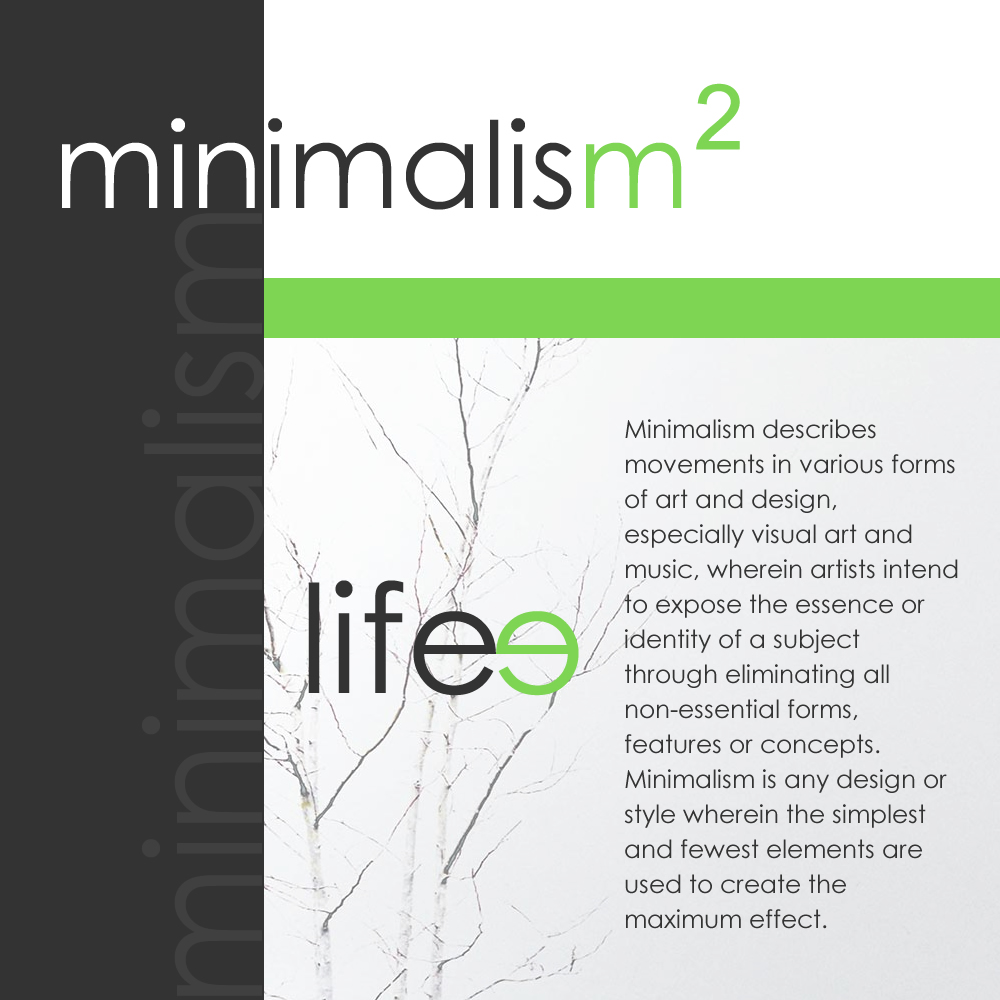 minimalism²
minimalism
lifee
Minimalism describes
movements in various forms
of art and design,
especially visual art and
music, wherein artists intend
to expose the essence or
identity of a subject
through eliminating all
non-essential forms,
features or concepts.
Minimalism is any design or
style wherein the simplest
and fewest elements are
used to create the
maximum effect.